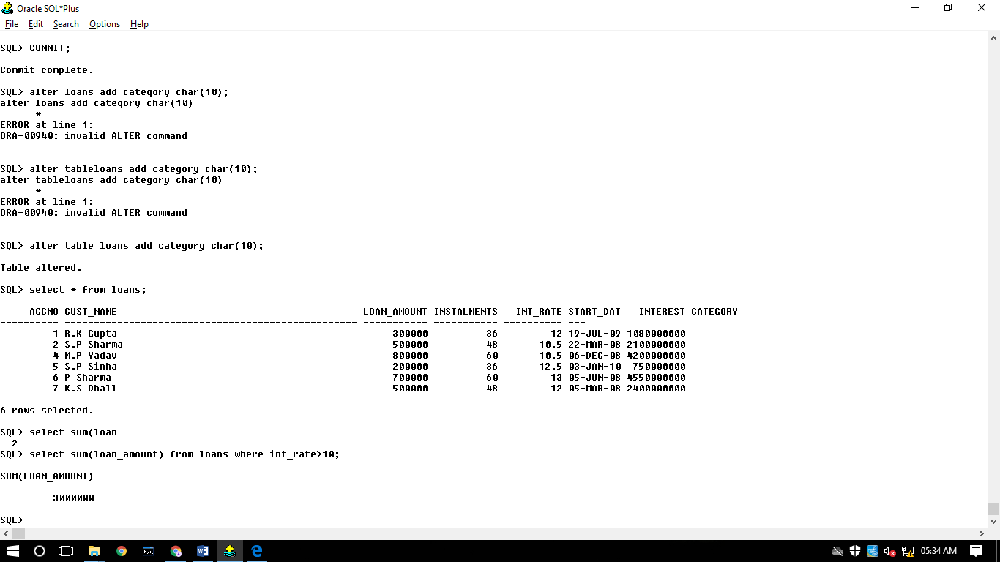 Oracle SQL*Plus
File Edit Search Options Help
SQL> COMMIT;
Commit complete.
SQL> alter loans add category char(10);
alter loans add category char(10)
      *
ERROR at line 1:
ORA-00940: invalid ALTER command
SQL> alter tableloans add category char(10);
alter tableloans add category char(10)
      *
ERROR at line 1:
ORA-00940: invalid ALTER command
SQL> alter table loans add category char(10);
Table altered.
SQL> select * from loans;
     ACCNO CUST_NAME                                          LOAN_AMOUNT INSTALMENTS   INT_RATE START_DAT   INTEREST CATEGORY
---------- -------------------------------------------------- ----------- ----------- ---------- ---
         1 R.K Gupta                                               300000          36         12 19-JUL-09 1080000000
         2 S.P Sharma                                              500000          48       10.5 22-MAR-08 2100000000
         4 M.P Yadav                                               800000          60       10.5 06-DEC-08 4200000000
         5 S.P Sinha                                               200000          36       12.5 03-JAN-10  750000000
         6 P Sharma                                                700000          60         13 05-JUN-08 4550000000
         7 K.S Dhall                                               500000          48         12 05-MAR-08 2400000000
6 rows selected.
SQL> select sum(loan
  2
SQL> select sum(loan_amount) from loans where int_rate>10;
SUM(LOAN_AMOUNT)
----------------
         3000000
SQL>
05:34 AM